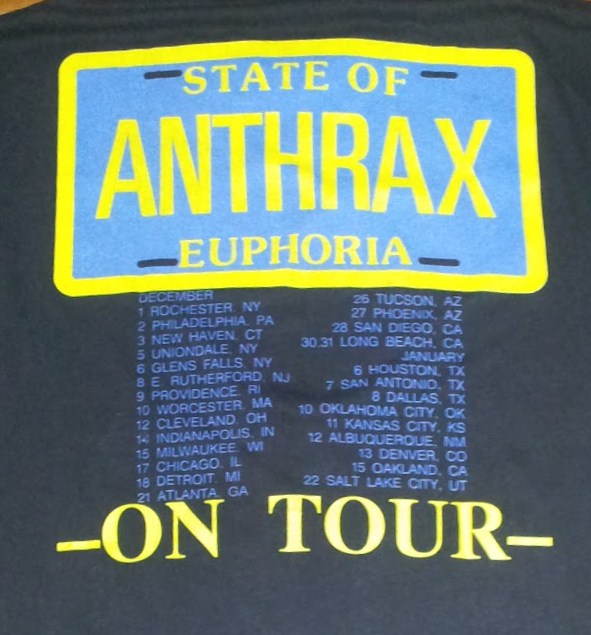 STATE OF
ANTHRAX
EUPHORIA
DECEMBER
1 ROCHESTER, NY
2 PHILADELPHIA, PA
3 NEW HAVEN, CT
5 UNIONDALE, NY
6 GLENS FALLS, NY
8 E. RUTHERFORD, NJ
9 PROVIDENCE, RI
10 WORCESTER, MA
12 CLEVELAND, OH
14 INDIANAPOLIS, IN
15 MILWAUKEE, WI
17 CHICAGO, IL
18 DETROIT, MI
21 ATLANTA, GA
26 TUCSON, AZ
27 PHOENIX, AZ
28 SAN DIEGO, CA
30,31 LONG BEACH, CA
JANUARY
6 HOUSTON, TX
7 SAN ANTONIO, TX
8 DALLAS, TX
10 OKLAHOMA CITY, OK
11 KANSAS CITY, KS
12 ALBUQUERQUE, NM
13 DENVER, CO
15 OAKLAND, CA
22 SALT LAKE CITY, UT
–ON TOUR–